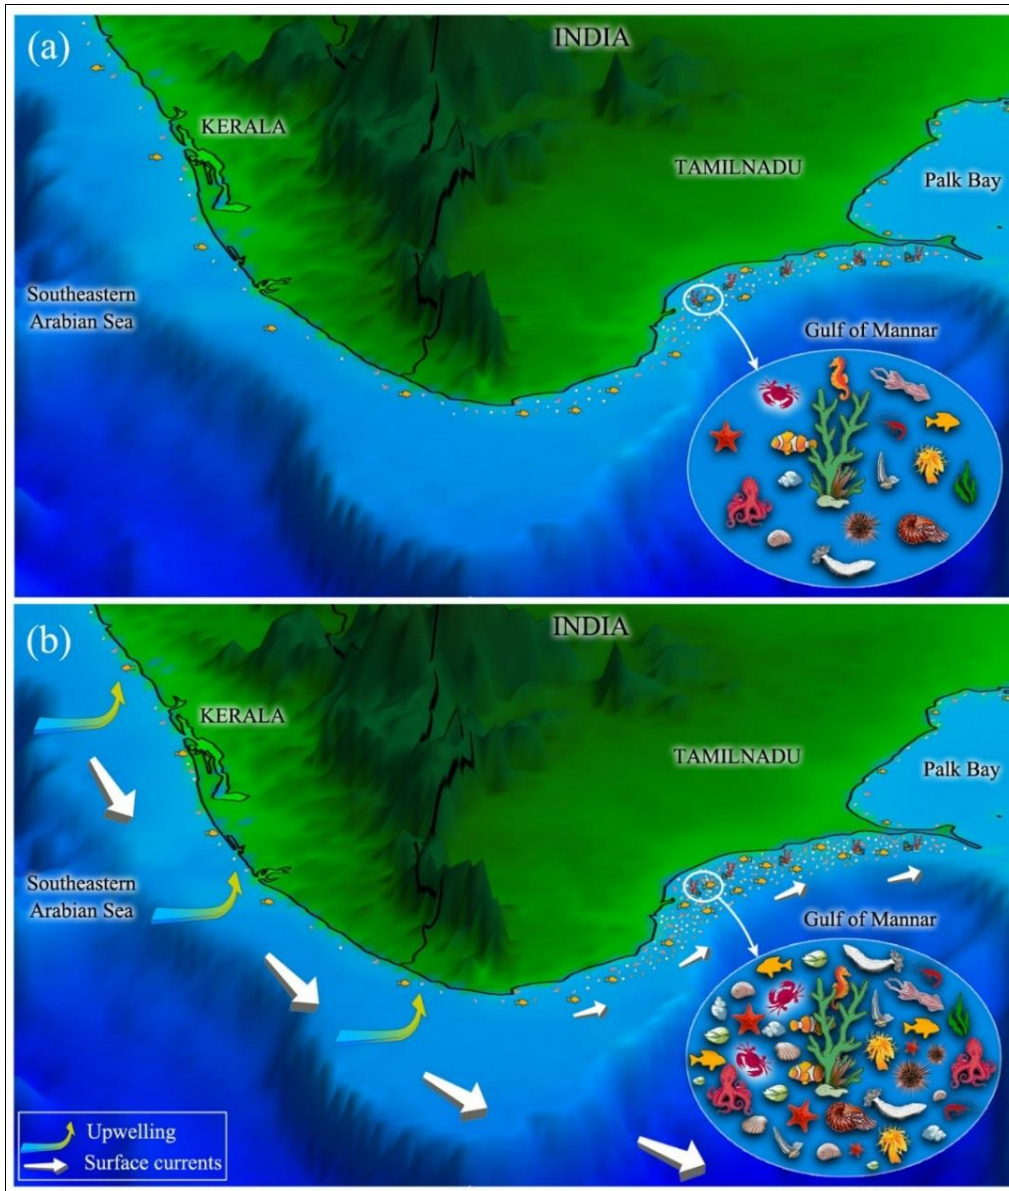 (a)
INDIA
KERALA
TAMILNADU
Palk Bay
Southeastern
Arabian Sea
Gulf of Mannar
(b)
INDIA
KERALA
TAMILNADU
Palk Bay
Southeastern
Arabian Sea
Gulf of Mannar
Upwelling
Surface currents